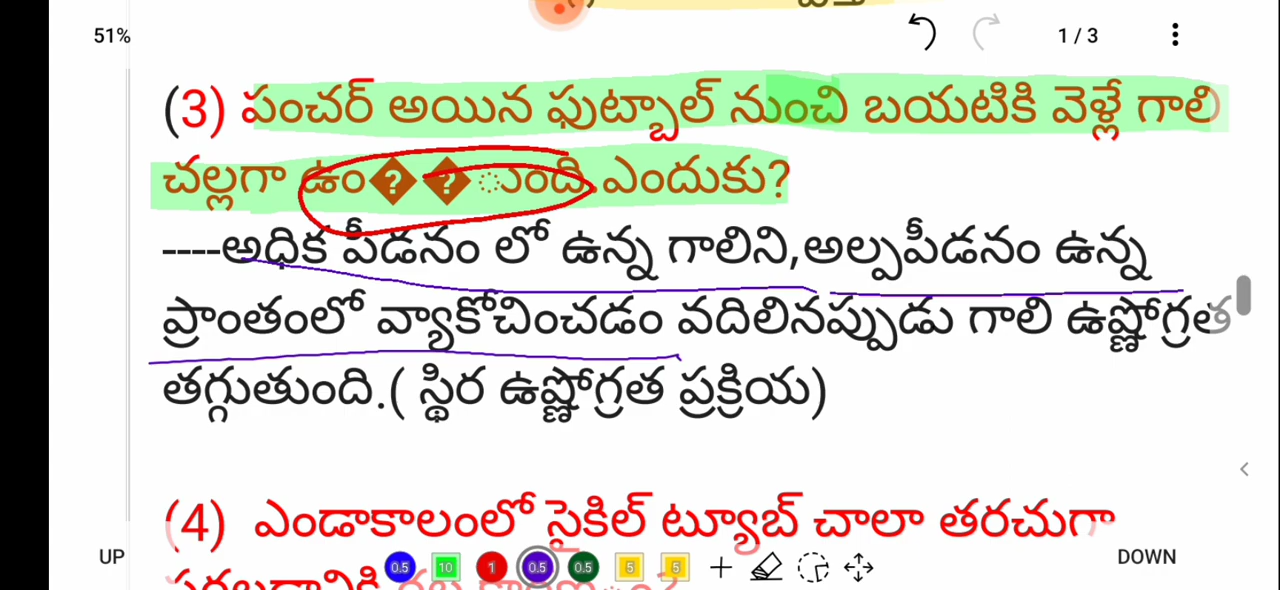 51%
1 / 3
(3) పంచర్ అయిన ఫుట్బాల్ నుంచి బయటికి వెళ్లే గాలి
చల్లగా ఉం�� ుంది ఎందుకు?
----అధిక పీడనం లో ఉన్న గాలిని,అల్పపీడనం ఉన్న
ప్రాంతంలో వ్యాకోచించడం వదిలినప్పుడు గాలి ఉష్ణోగ్రత
తగ్గుతుంది.( స్థిర ఉష్ణోగ్రత ప్రక్రియ)
(4) ఎండాకాలంలో సైకిల్ ట్యూబ్ చాలా తరచుగా
UP 0.5 10 1 0.5 0.5 5 5 DOWN